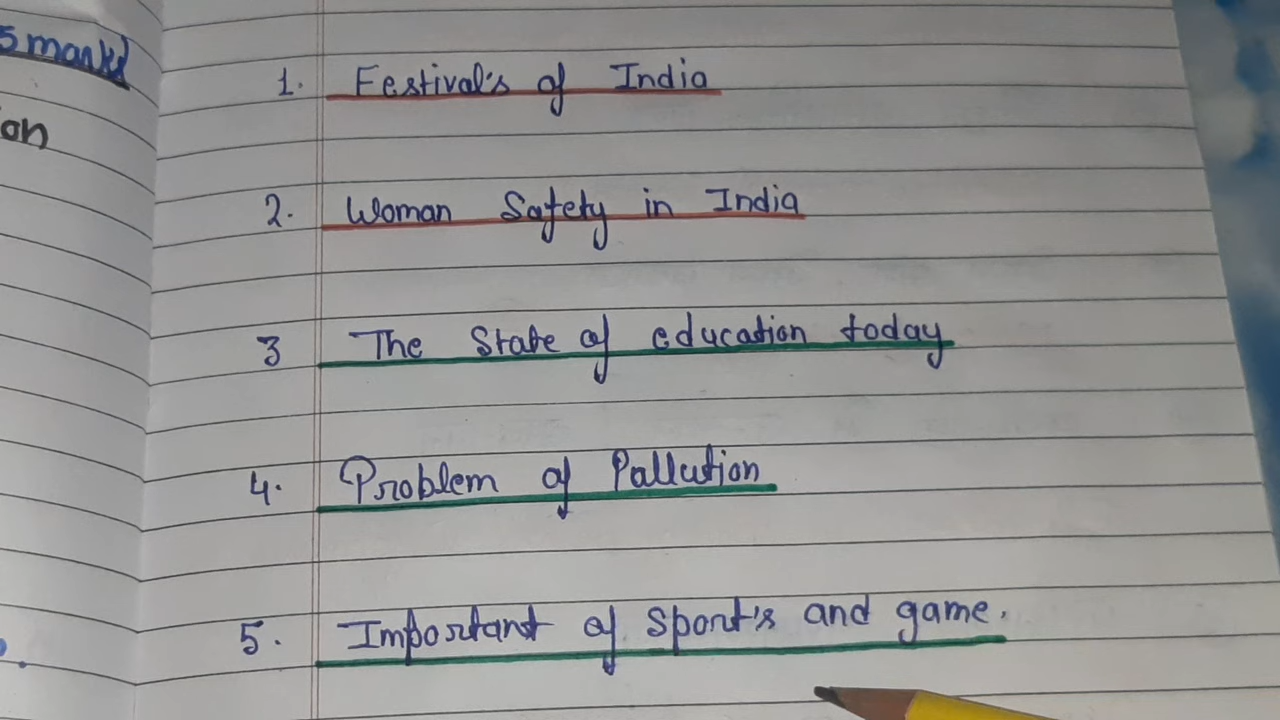 5 marks
on
1. Festival's of India
2. Woman Safety in India
3 The State of education today
4. Problem of Pallution
5. Important of sport's and game.